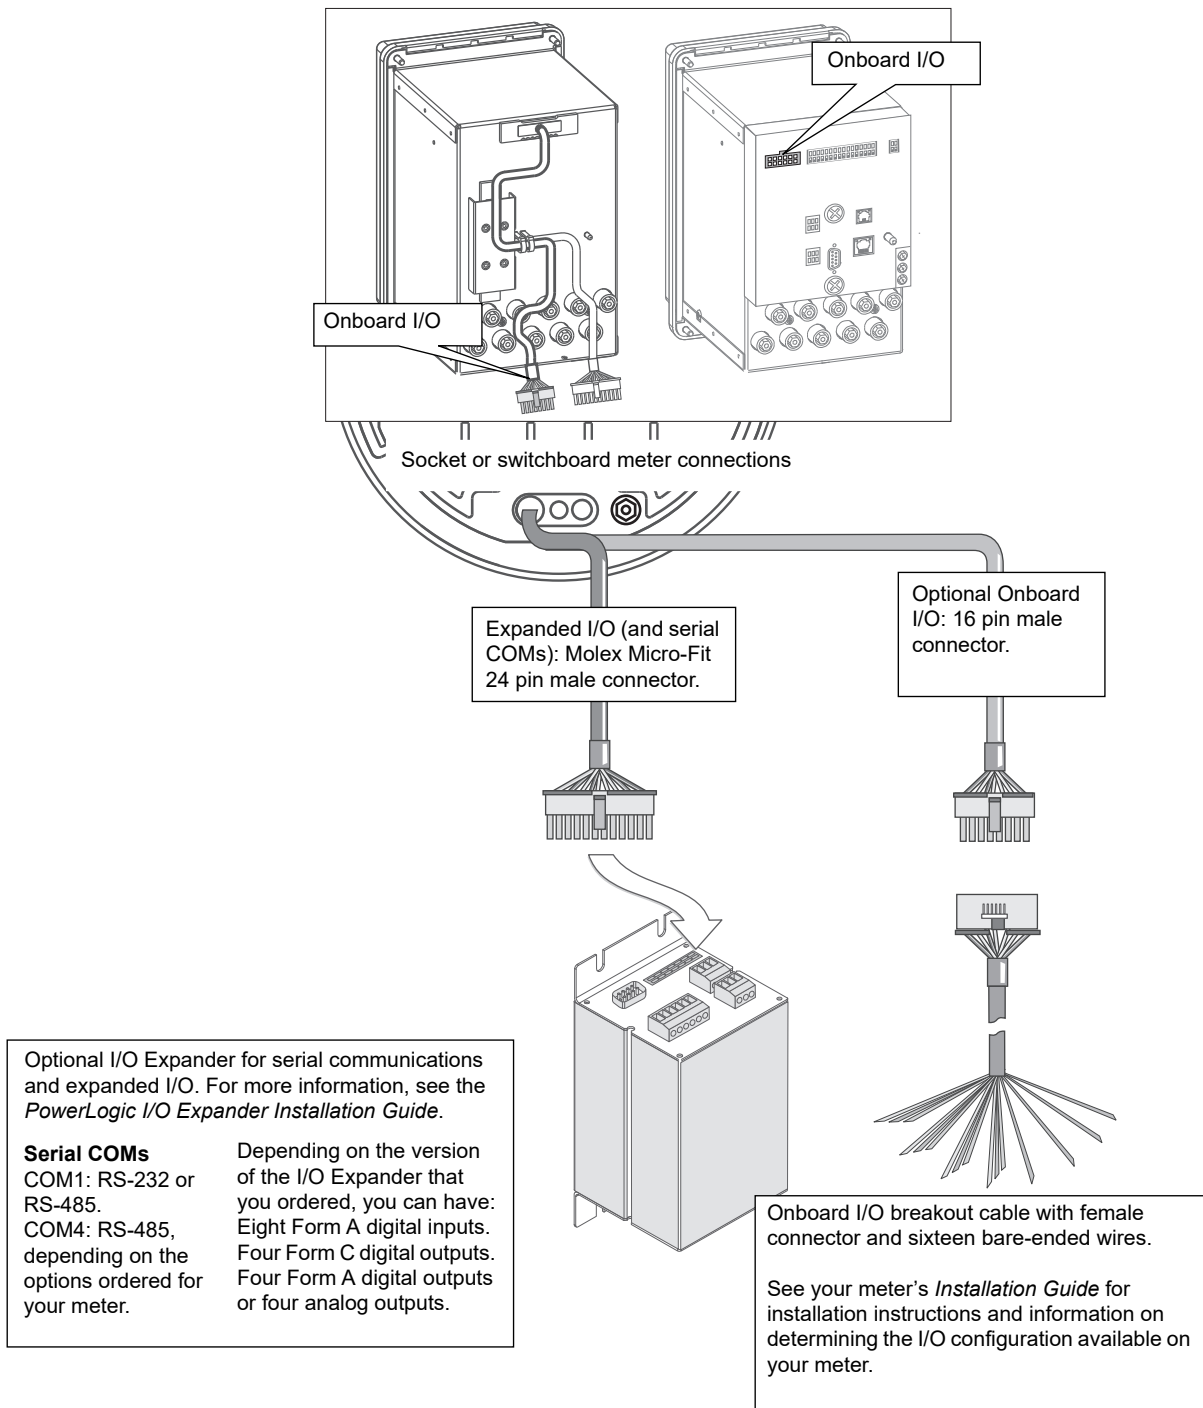 Onboard I/O
Onboard I/O
Socket or switchboard meter connections
Expanded I/O (and serial
COMs): Molex Micro-Fit
24 pin male connector.
Optional Onboard
I/O: 16 pin male
connector.
Optional I/O Expander for serial communications
and expanded I/O. For more information, see the
PowerLogic I/O Expander Installation Guide.
Serial COMs
COM1: RS-232 or
RS-485.
COM4: RS-485,
depending on the
options ordered for
your meter.
Depending on the version
of the I/O Expander that
you ordered, you can have:
Eight Form A digital inputs.
Four Form C digital outputs.
Four Form A digital outputs
or four analog outputs.
Onboard I/O breakout cable with female
connector and sixteen bare-ended wires.
See your meter’s Installation Guide for
installation instructions and information on
determining the I/O configuration available on
your meter.